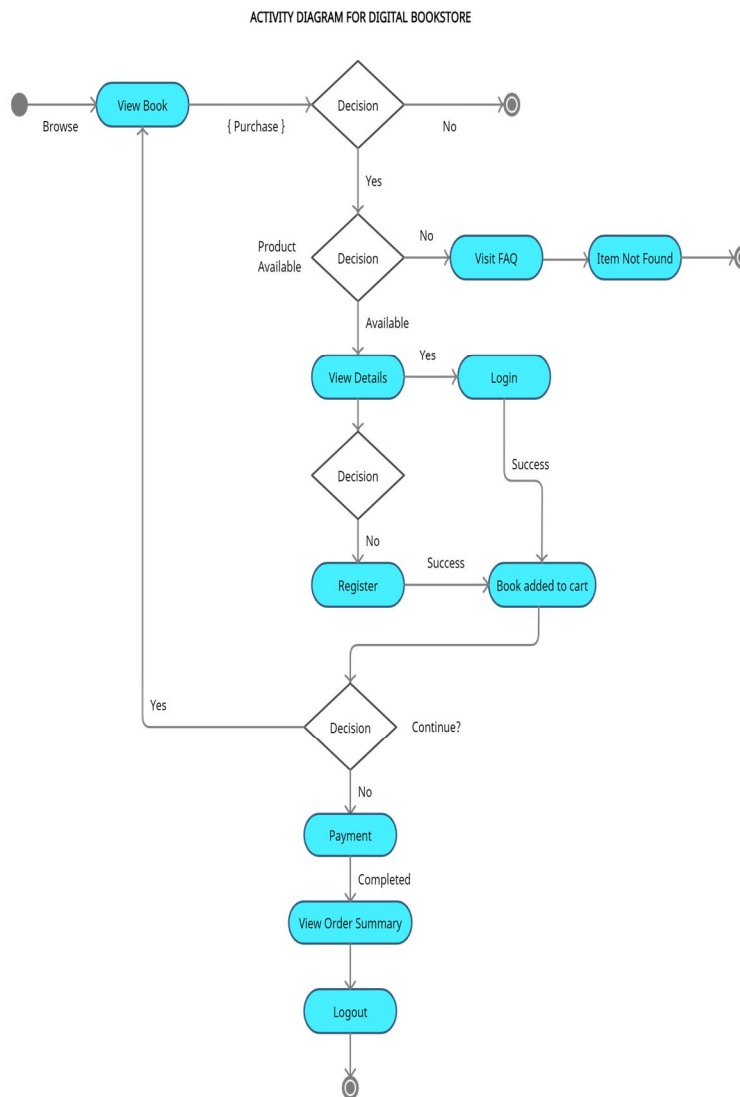 ACTIVITY DIAGRAM FOR DIGITAL BOOKSTORE
View Book
Decision
Browse
{ Purchase }
No
Yes
Product
Available
Decision
No
Visit FAQ
Item Not Found
Available
View Details
Yes
Login
Decision
Success
No
Register
Success
Book added to cart
Yes
Decision
Continue?
No
Payment
Completed
View Order Summary
Logout